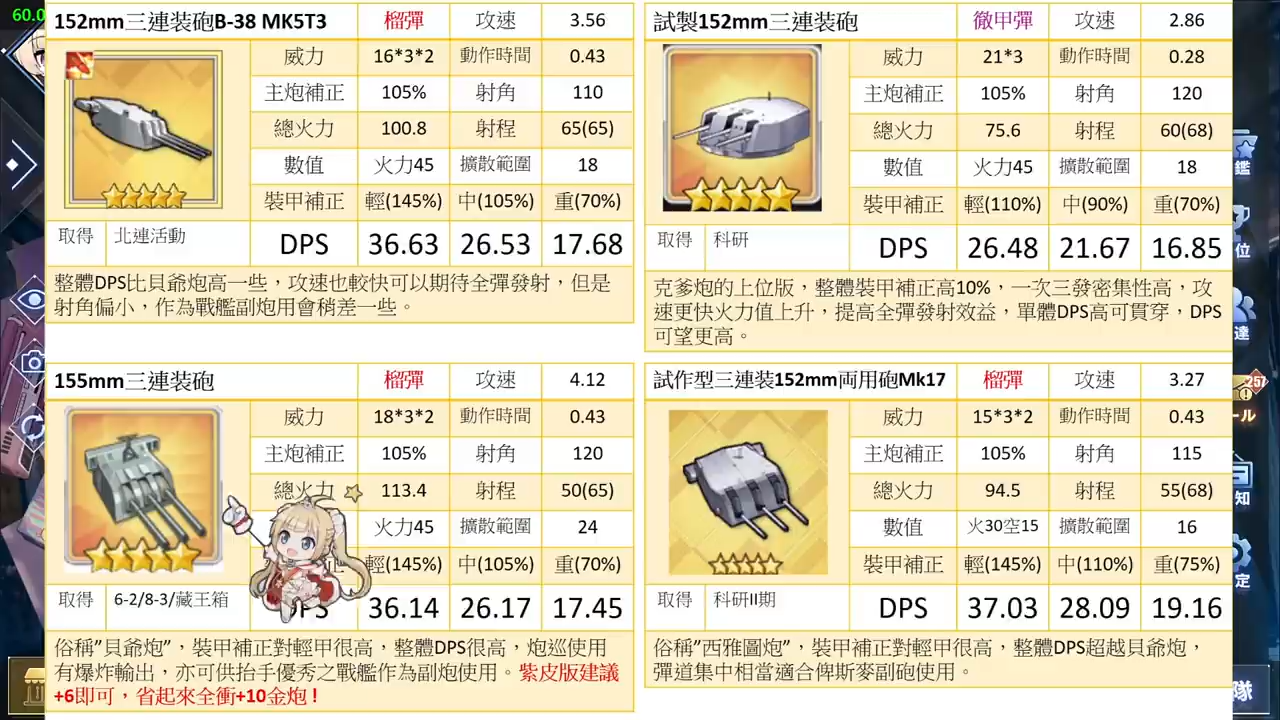 60.0
152mm三連装砲B-38 MK5T3 榴彈 攻速 3.56
威力 16*3*2 動作時間 0.43
主炮補正 105% 射角 110
總火力 100.8 射程 65(65)
數值 火力45 擴散範圍 18
裝甲補正 輕(145%) 中(105%) 重(70%)
取得 北連活動 DPS 36.63 26.53 17.68
整體DPS比貝爺炮高一些，攻速也較快可以期待全彈發射，但是
射角偏小，作為戰艦副炮用會稍差一些。
試製152mm三連装砲 徹甲彈 攻速 2.86
威力 21*3 動作時間 0.28
主炮補正 105% 射角 120
總火力 75.6 射程 60(68)
數值 火力45 擴散範圍 18
裝甲補正 輕(110%) 中(90%) 重(70%)
取得 科研 DPS 26.48 21.67 16.85
克爹炮的上位版，整體裝甲補正高10%，一次三發密集性高，攻
速更快火力值上升，提高全彈發射效益，單體DPS高可貫穿，DPS
可望更高。
155mm三連装砲 榴彈 攻速 4.12
威力 18*3*2 動作時間 0.43
主炮補正 105% 射角 120
總火力 113.4 射程 50(65)
火力45 擴散範圍 24
輕(145%) 中(105%) 重(70%)
取得 6-2/8-3/藏王箱 36.14 26.17 17.45
俗稱”貝爺炮”，裝甲補正對輕甲很高，整體DPS很高，炮巡使用
有爆炸輸出，亦可供抬手優秀之戰艦作為副炮使用。紫皮版建議
+6即可，省起來全衝+10金炮！
試作型三連装152mm両用砲Mk17 榴彈 攻速 3.27
威力 15*3*2 動作時間 0.43
主炮補正 105% 射角 115
總火力 94.5 射程 55(68)
數值 火30空15 擴散範圍 16
裝甲補正 輕(145%) 中(110%) 重(75%)
取得 科研II期 DPS 37.03 28.09 19.16
俗稱”西雅圖炮”，裝甲補正對輕甲很高，整體DPS超越貝爺炮，
彈道集中相當適合俾斯麥副砲使用。
鑑
位
達
ール
知
定
隊